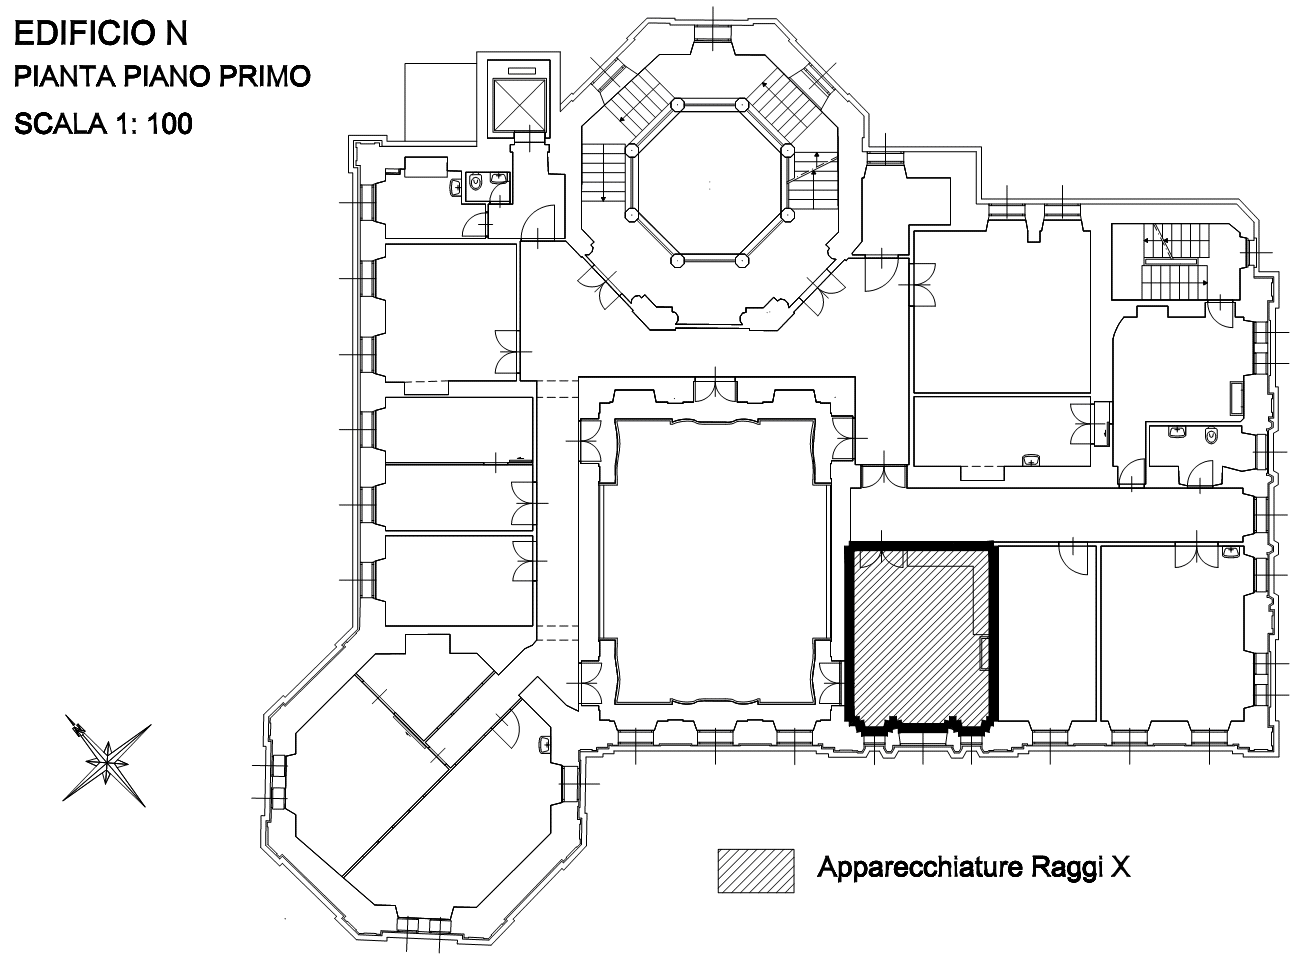 EDIFICIO N
PIANTA PIANO PRIMO
SCALA 1: 100
N
Apparecchiature Raggi X